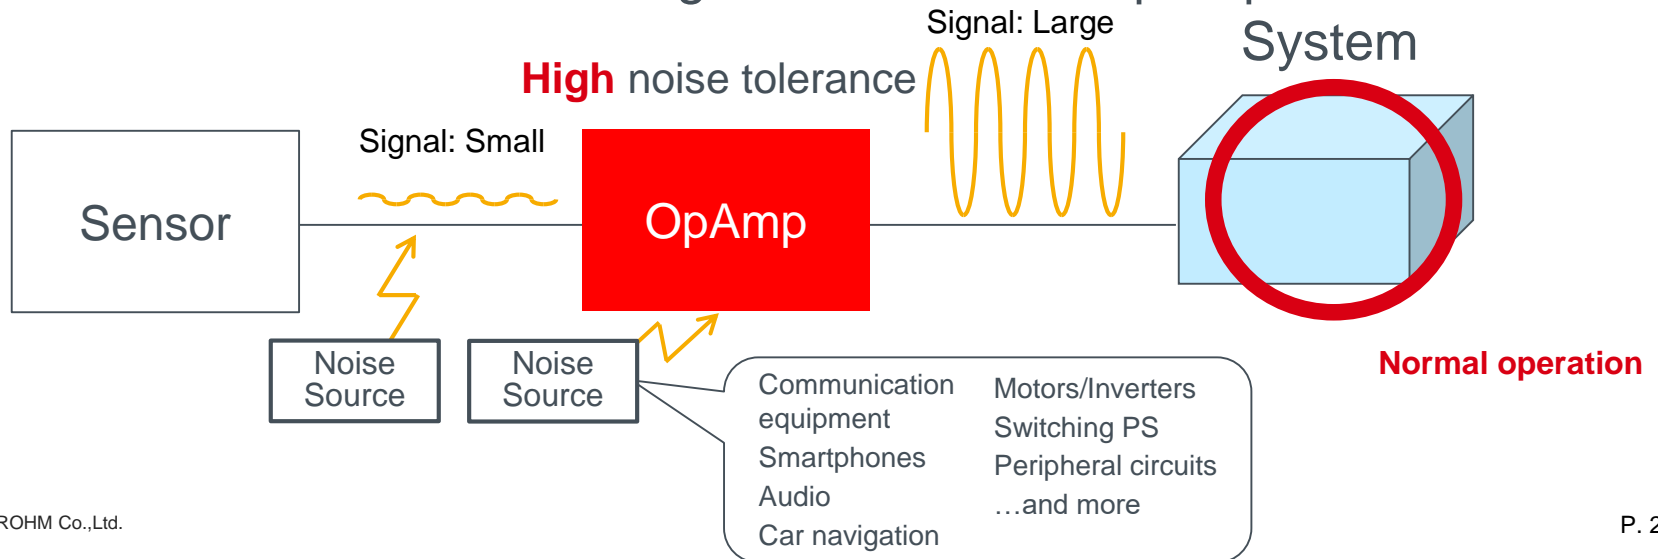 Signal: Large
System
High noise tolerance
Signal: Small
Sensor
OpAmp
Noise
Source
Noise
Source
Normal operation
Communication
equipment
Smartphones
Audio
Car navigation
Motors/Inverters
Switching PS
Peripheral circuits
…and more
ROHM Co.,Ltd.
P. 2